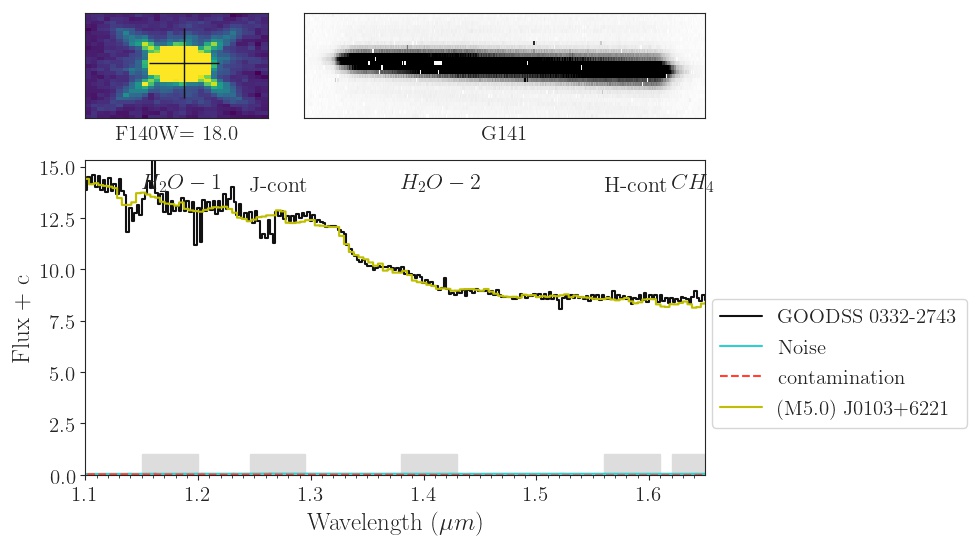 F140W= 18.0
G141
H₂O − 1
J-cont
H₂O − 2
H-cont
CH₄
15.0
12.5
10.0
7.5
5.0
2.5
0.0
Flux + c
1.1
1.2
1.3
1.4
1.5
1.6
Wavelength (μm)
GOODSS 0332-2743
Noise
contamination
(M5.0) J0103+6221